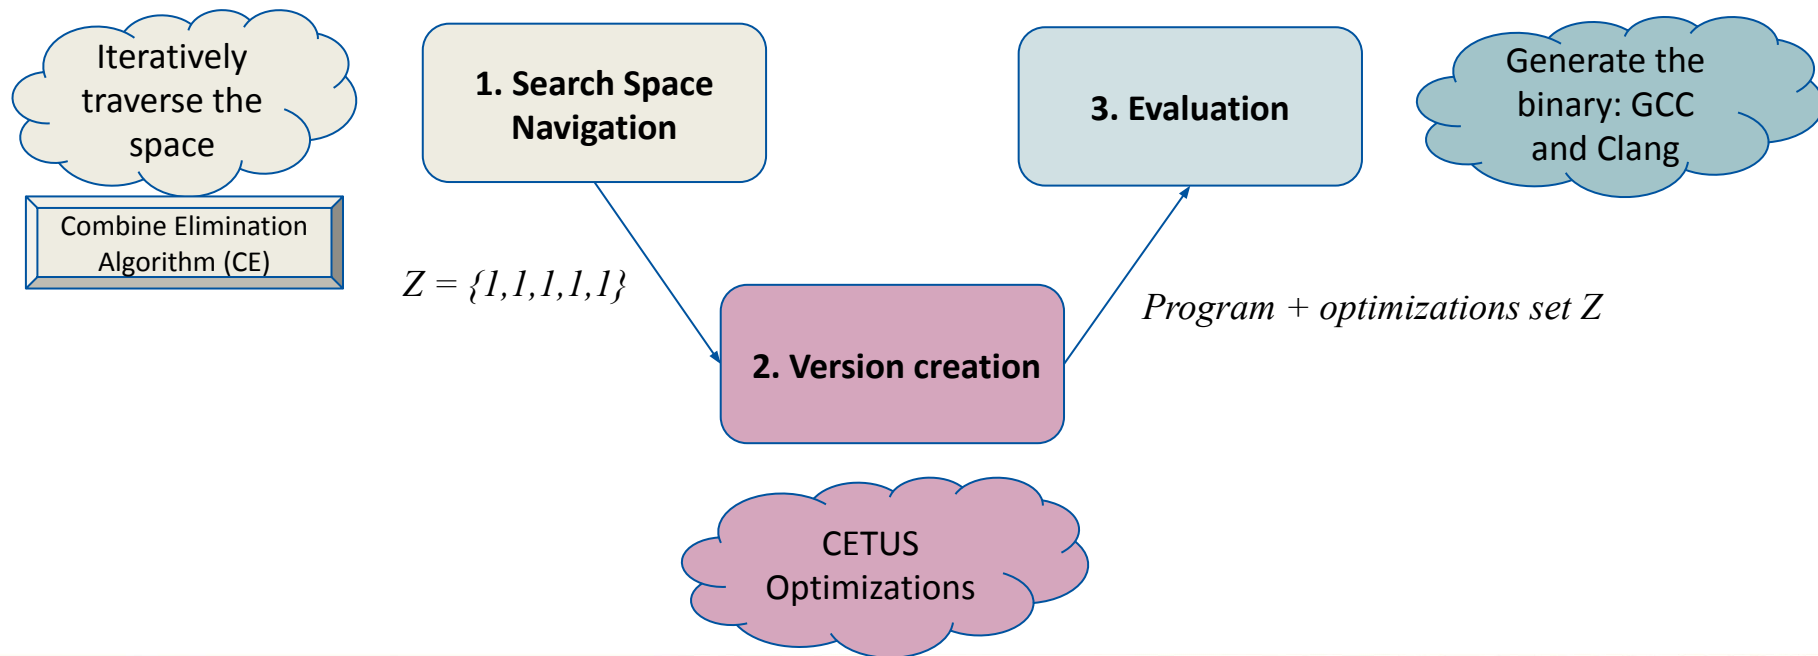 Iteratively
traverse the
space
Combine Elimination
Algorithm (CE)
1. Search Space
Navigation
Z = {1,1,1,1,1}
2. Version creation
CETUS
Optimizations
3. Evaluation
Program + optimizations set Z
Generate the
binary: GCC
and Clang